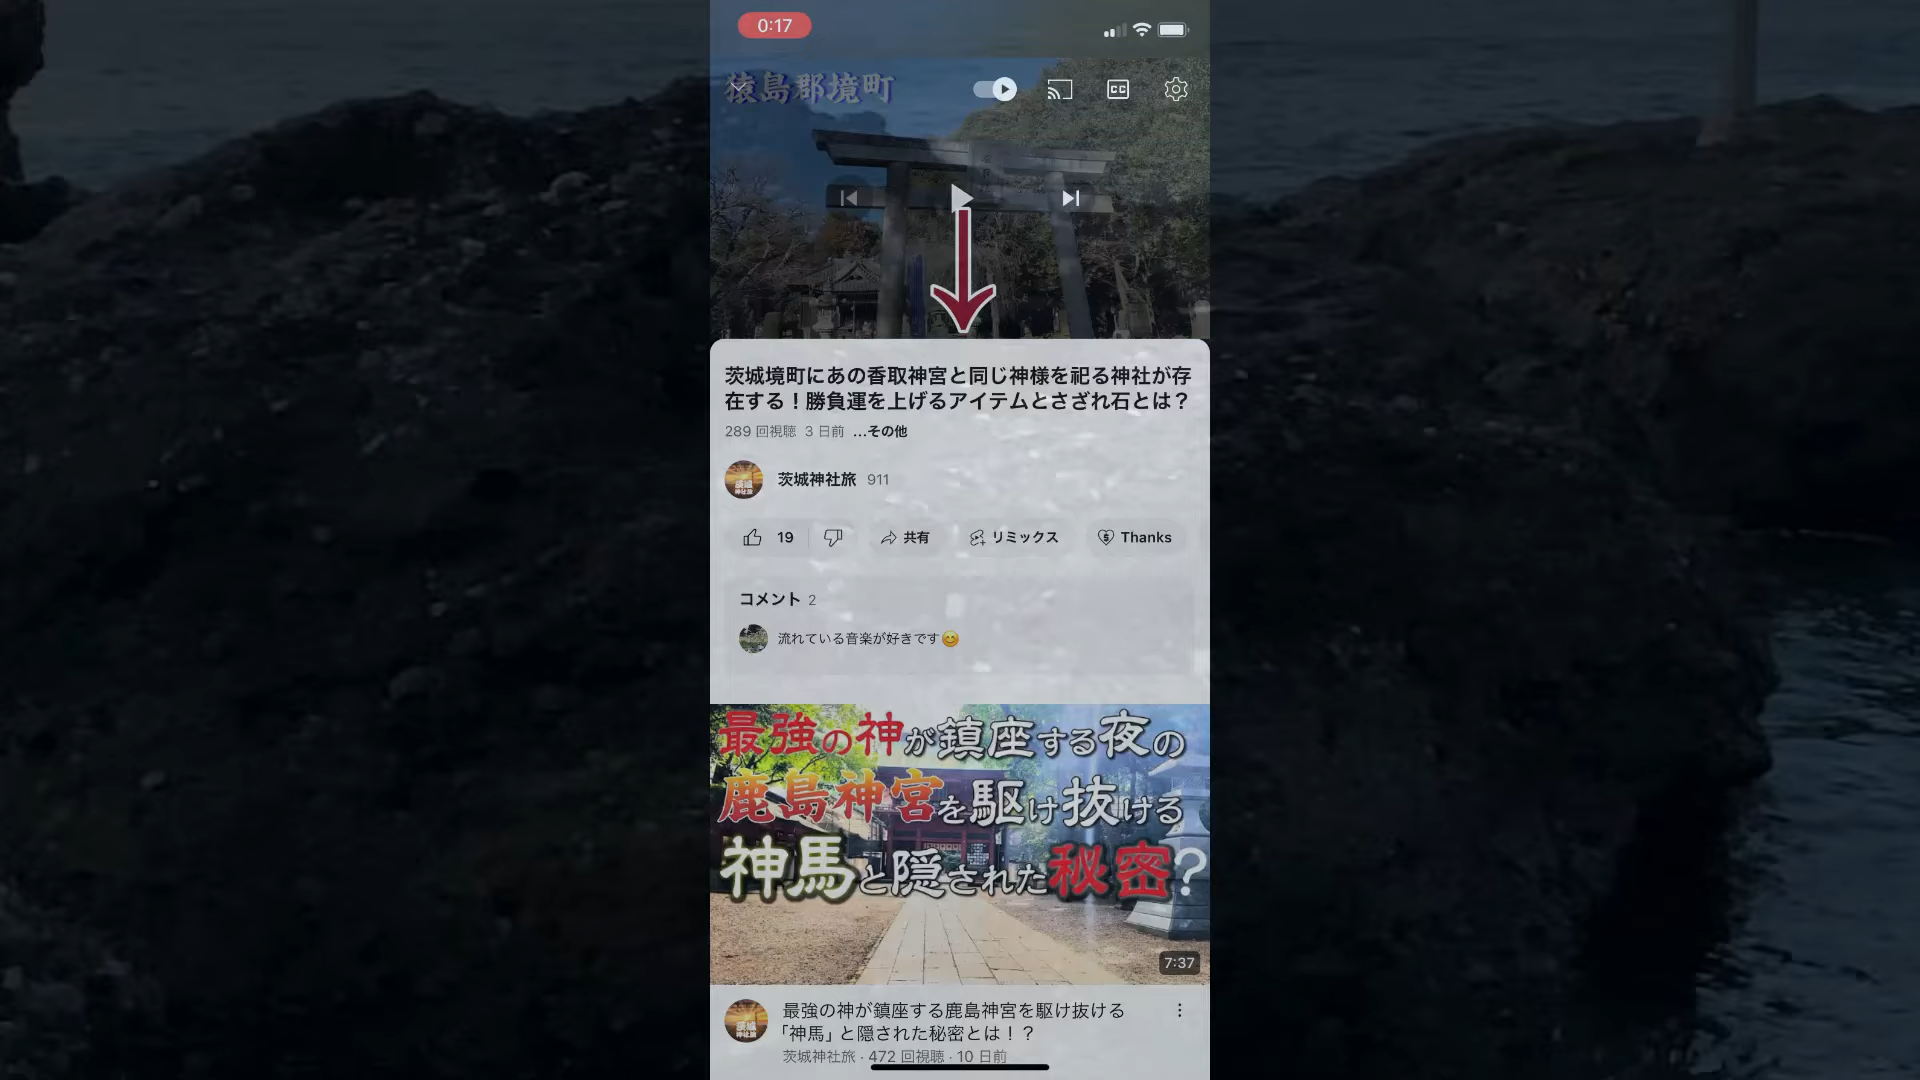 0:17
猿島郡境町
CC
茨城境町にあの香取神宮と同じ神様を祀る神社が存
在する！勝負運を上げるアイテムとさざれ石とは？
289 回視聴 3 日前 ...その他
茨城神社旅 911
19 共有 リミックス Thanks
コメント 2
流れている音楽が好きです😊
最強の神が鎮座する夜の
鹿島神宮を駆け抜ける
神馬と隠された秘密?
7:37
最強の神が鎮座する鹿島神宮を駆け抜ける
「神馬」と隠された秘密とは！？
茨城神社旅 · 472 回視聴 · 10 日前